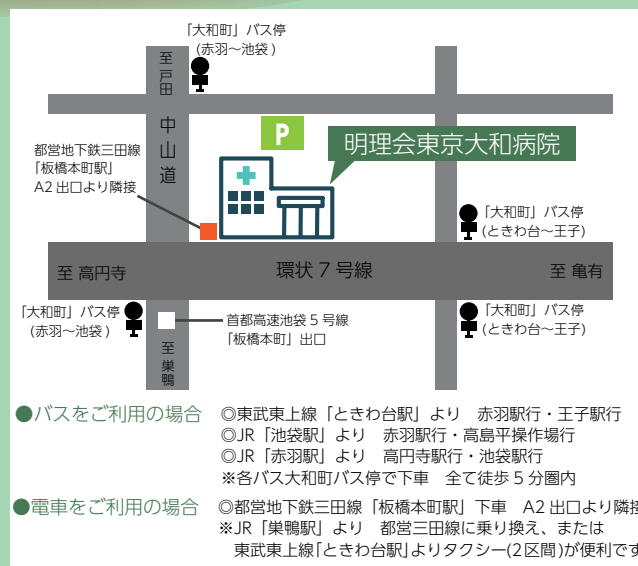 「大和町」バス停
(赤羽～池袋)
至戸田
中山道
P
明理会東京大和病院
都営地下鉄三田線
「板橋本町駅」
A2 出口より隣接
「大和町」バス停
(ときわ台～王子)
至 高円寺
環状 7 号線
至 亀有
「大和町」バス停
(赤羽～池袋)
首都高速池袋 5 号線
「板橋本町」出口
「大和町」バス停
(ときわ台～王子)
至巣鴨
●バスをご利用の場合 ◎東武東上線「ときわ台駅」より 赤羽駅行・王子駅行
◎JR「池袋駅」より 赤羽駅行・高島平操作場行
◎JR「赤羽駅」より 高円寺駅行・池袋駅行
※各バス大和町バス停で下車 全て徒歩 5 分圏内
●電車をご利用の場合 ◎都営地下鉄三田線「板橋本町駅」下車 A2 出口より隣接
※JR「巣鴨駅」より 都営三田線に乗り換え、または
東武東上線「ときわ台駅」よりタクシー(2区間)が便利です